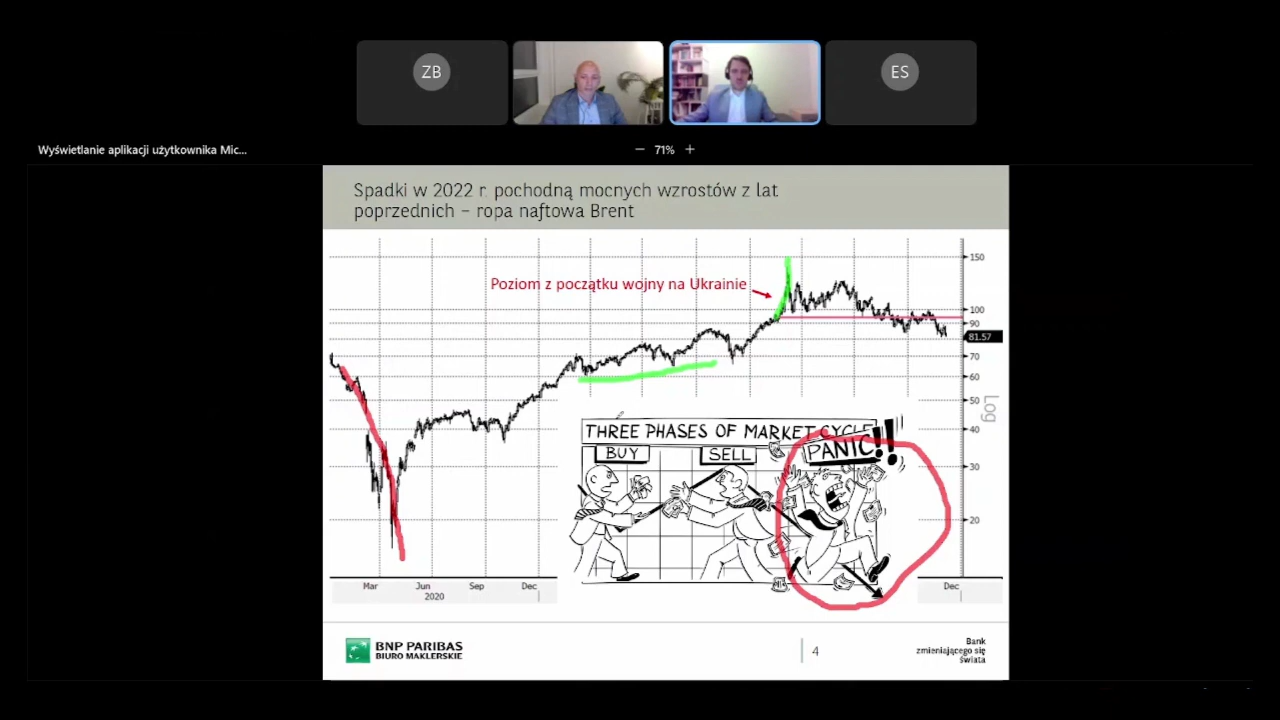 ZB
ES
Wyświetlanie aplikacji użytkownika Mic...
− 71% +
Spadki w 2022 r. pochodną mocnych wzrostów z lat
poprzednich – ropa naftowa Brent
Poziom z początku wojny na Ukrainie
150
100
90
81.57
70
60
50
40
30
20
Log
THREE PHASES OF MARKET CYCLE
BUY
SELL
PANIC!!
Mar
Jun
Sep
Dec
2020
Dec
BNP PARIBAS
BIURO MAKLERSKIE
4
Bank
zmieniającego się
świata